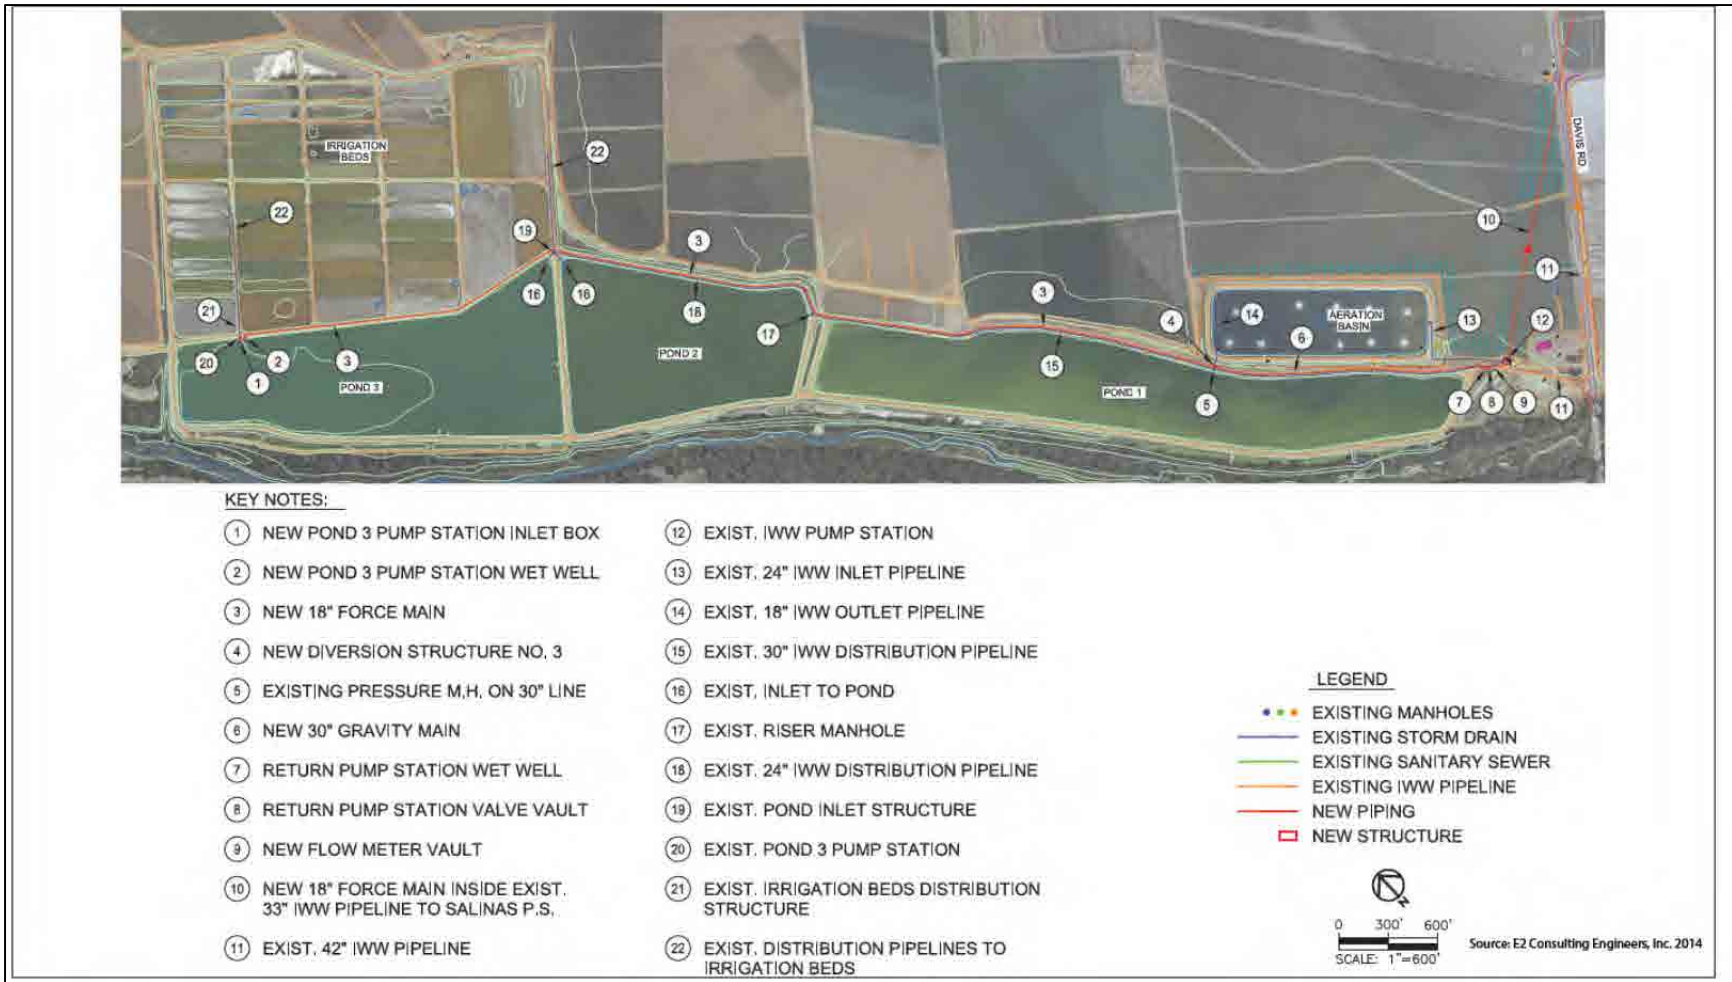 IRRIGATION
BEDS
22
22
19
3
16
16
18
17
21
20
2
1
3
POND 3
POND 2
3
15
4
14
AERATION
BASIN
6
13
12
10
11
DAVIS RD
POND 1
5
7
8
9
11
KEY NOTES:
1 NEW POND 3 PUMP STATION INLET BOX
2 NEW POND 3 PUMP STATION WET WELL
3 NEW 18" FORCE MAIN
4 NEW DIVERSION STRUCTURE NO. 3
5 EXISTING PRESSURE M.H. ON 30" LINE
6 NEW 30" GRAVITY MAIN
7 RETURN PUMP STATION WET WELL
8 RETURN PUMP STATION VALVE VAULT
9 NEW FLOW METER VAULT
10 NEW 18" FORCE MAIN INSIDE EXIST.
33" IWW PIPELINE TO SALINAS P.S.
11 EXIST. 42" IWW PIPELINE
12 EXIST. IWW PUMP STATION
13 EXIST. 24" IWW INLET PIPELINE
14 EXIST. 18" IWW OUTLET PIPELINE
15 EXIST. 30" IWW DISTRIBUTION PIPELINE
16 EXIST. INLET TO POND
17 EXIST. RISER MANHOLE
18 EXIST. 24" IWW DISTRIBUTION PIPELINE
19 EXIST. POND INLET STRUCTURE
20 EXIST. POND 3 PUMP STATION
21 EXIST. IRRIGATION BEDS DISTRIBUTION
STRUCTURE
22 EXIST. DISTRIBUTION PIPELINES TO
IRRIGATION BEDS
LEGEND
EXISTING MANHOLES
EXISTING STORM DRAIN
EXISTING SANITARY SEWER
EXISTING IWW PIPELINE
NEW PIPING
NEW STRUCTURE
0 300' 600'
SCALE: 1"=600'
Source: E2 Consulting Engineers, Inc. 2014